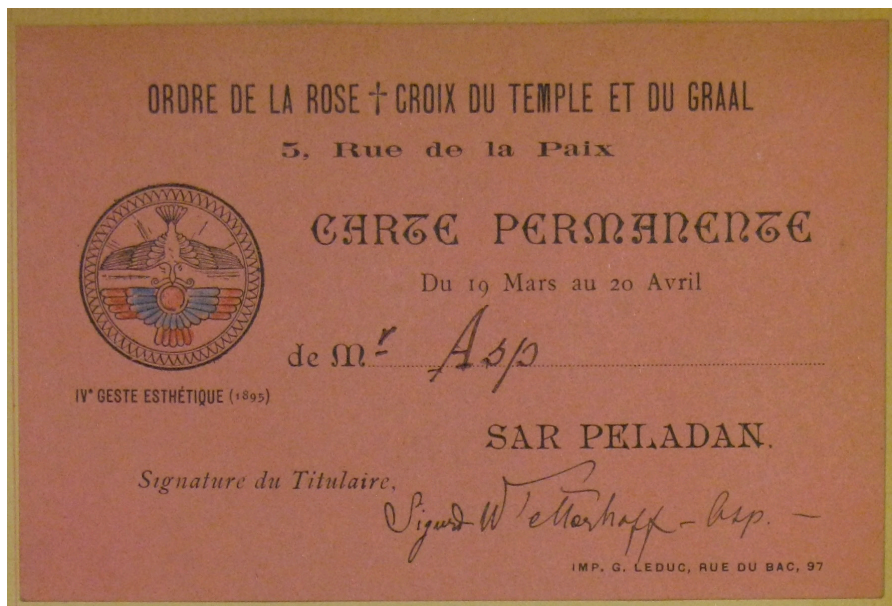 ORDRE DE LA ROSE † CROIX DU TEMPLE ET DU GRAAL
5, Rue de la Paix
CARTE PERMANENTE
Du 19 Mars au 20 Avril
de Mr Asp
IVe GESTE ESTHÉTIQUE (1895)
SAR PELADAN.
Signature du Titulaire,
Sigurd Wettershoff - Asp. -
IMP. G. LEDUC, RUE DU BAC, 97